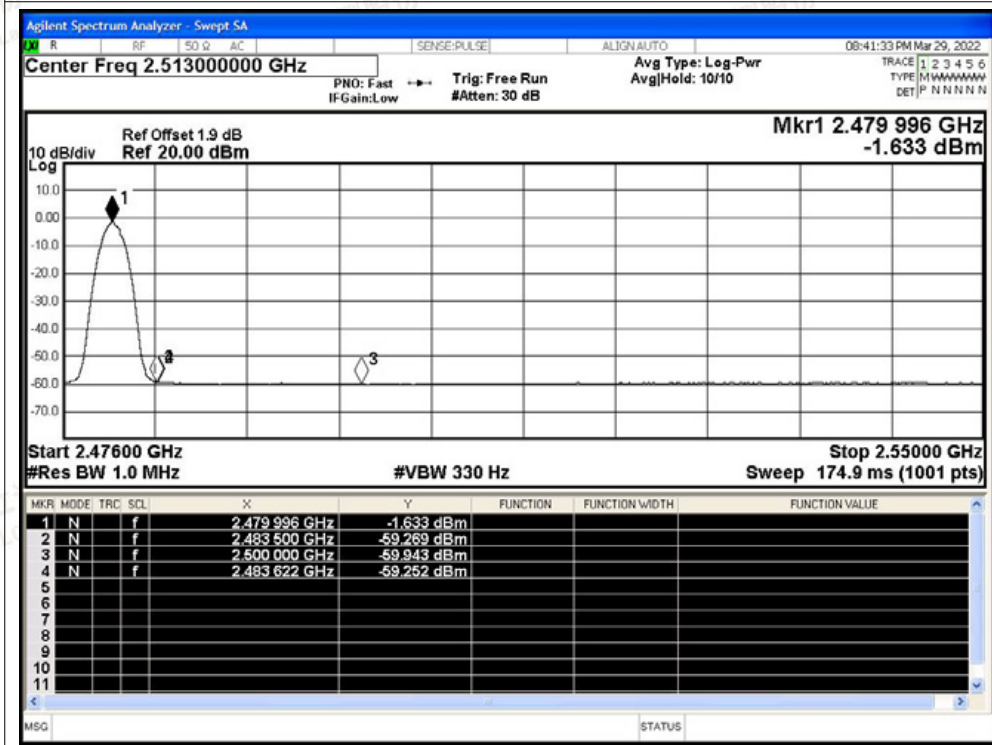 Agilent Spectrum Analyzer - Swept SA
R RF 50 Ω AC SENSE:PULSE ALIGN AUTO 08:41:33 PM Mar 29, 2022
Center Freq 2.513000000 GHz
PNO: Fast
IFGain:Low
Trig: Free Run
#Atten: 30 dB
Avg Type: Log-Pwr
Avg|Hold: 10/10
TRACE 1 2 3 4 5 6
TYPE M W W W W W
DET P N N N N N
Mkr1 2.479 996 GHz
-1.633 dBm
Ref Offset 1.9 dB
10 dB/div Ref 20.00 dBm
Log
10.0
0.00
-10.0
-20.0
-30.0
-40.0
-50.0
-60.0
-70.0
1
3
Start 2.47600 GHz Stop 2.55000 GHz
#Res BW 1.0 MHz #VBW 330 Hz Sweep 174.9 ms (1001 pts)
MKR MODE TRC SCL X Y FUNCTION FUNCTION WIDTH FUNCTION VALUE
1 N f 2.479 996 GHz -1.633 dBm
2 N f 2.483 500 GHz -59.269 dBm
3 N f 2.500 000 GHz -59.943 dBm
4 N f 2.483 622 GHz -59.252 dBm
5
6
7
8
9
10
11
MSG STATUS